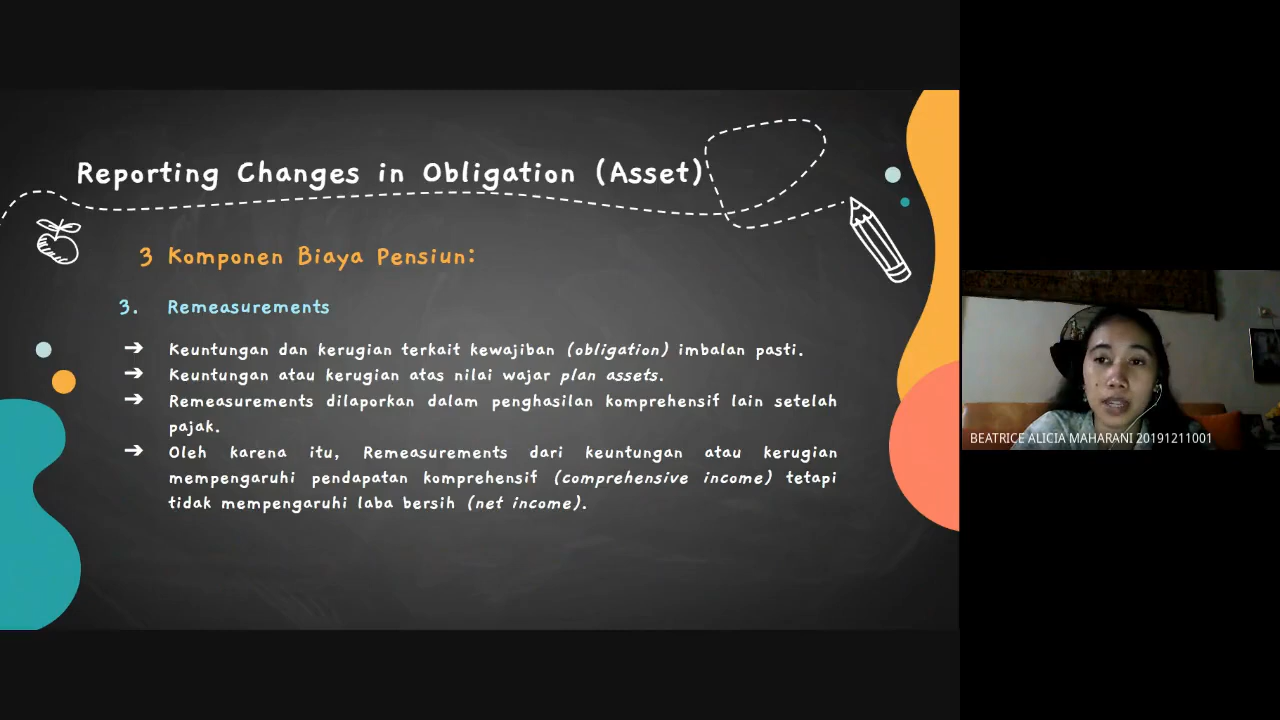 Reporting Changes in Obligation (Asset)
3 Komponen Biaya Pensiun:
3. Remeasurements
➔ Keuntungan dan kerugian terkait kewajiban (obligation) imbalan pasti.
➔ Keuntungan atau kerugian atas nilai wajar plan assets.
➔ Remeasurements dilaporkan dalam penghasilan komprehensif lain setelah
pajak.
➔ Oleh karena itu, Remeasurements dari keuntungan atau kerugian
mempengaruhi pendapatan komprehensif (comprehensive income) tetapi
tidak mempengaruhi laba bersih (net income).
BEATRICE ALICIA MAHARANI 20191211001